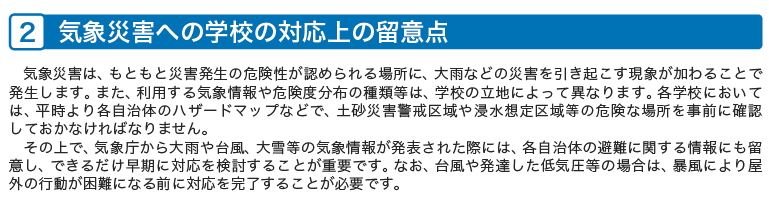 2 気象災害への学校の対応上の留意点
気象災害は、もともと災害発生の危険性が認められる場所に、大雨などの災害を引き起こす現象が加わることで
発生します。また、利用する気象情報や危険度分布の種類等は、学校の立地によって異なります。各学校において
は、平時より各自治体のハザードマップなどで、土砂災害警戒区域や浸水想定区域等の危険な場所を事前に確認
しておかなければなりません。
その上で、気象庁から大雨や台風、大雪等の気象情報が発表された際には、各自治体の避難に関する情報にも留
意し、できるだけ早期に対応を検討することが重要です。なお、台風や発達した低気圧等の場合は、暴風により屋
外の行動が困難になる前に対応を完了することが必要です。